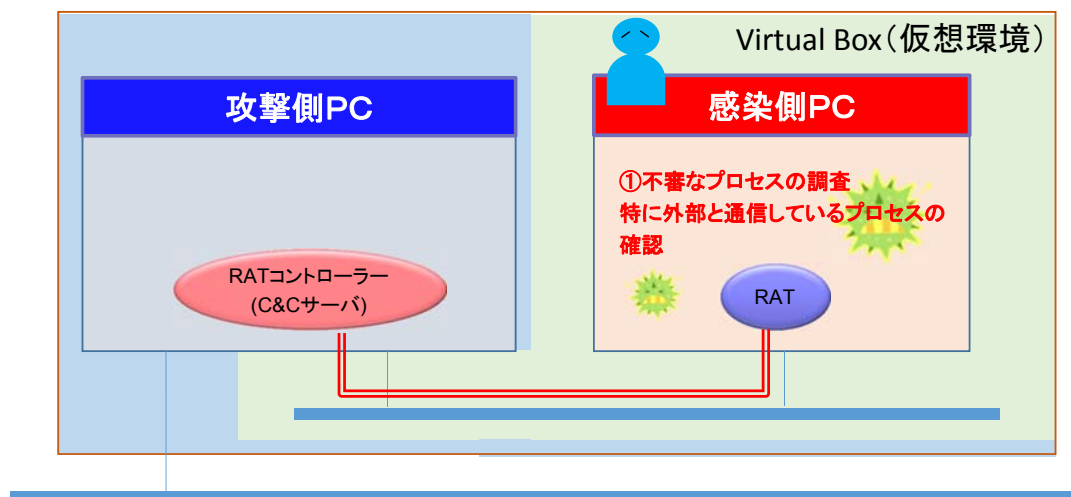 Virtual Box(仮想環境)
攻撃側PC
感染側PC
①不審なプロセスの調査
特に外部と通信しているプロセスの
確認
RATコントローラー
(C&Cサーバ)
RAT